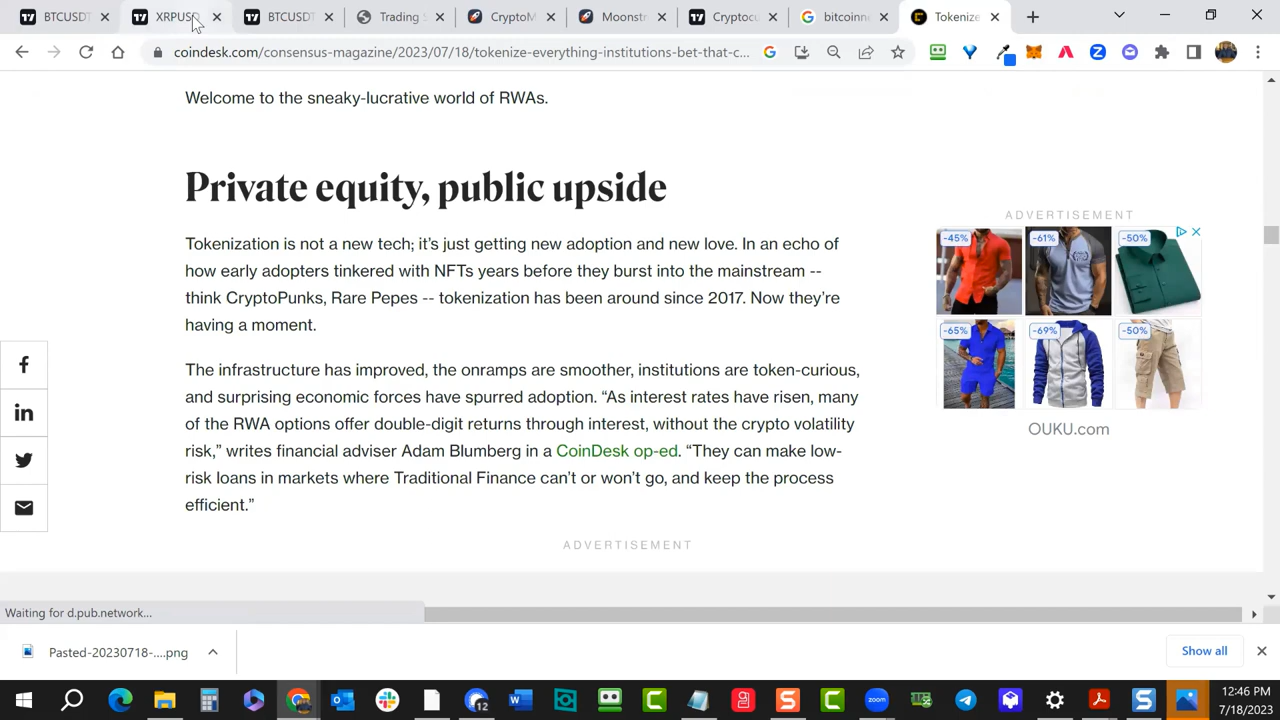 BTCUSDT
XRPUSD
BTCUSDT
Trading
CryptoM
Moonst
Cryptoc
bitcoinn
Tokenize
coindesk.com/consensus-magazine/2023/07/18/tokenize-everything-institutions-bet-that-c...
Welcome to the sneaky-lucrative world of RWAs.
Private equity, public upside
Tokenization is not a new tech; it’s just getting new adoption and new love. In an echo of
how early adopters tinkered with NFTs years before they burst into the mainstream --
think CryptoPunks, Rare Pepes -- tokenization has been around since 2017. Now they’re
having a moment.
The infrastructure has improved, the onramps are smoother, institutions are token-curious,
and surprising economic forces have spurred adoption. “As interest rates have risen, many
of the RWA options offer double-digit returns through interest, without the crypto volatility
risk,” writes financial adviser Adam Blumberg in a CoinDesk op-ed. “They can make low-
risk loans in markets where Traditional Finance can’t or won’t go, and keep the process
efficient.”
ADVERTISEMENT
ADVERTISEMENT
-45%
-61%
-50%
-65%
-69%
-50%
OUKU.com
Waiting for d.pub.network...
Pasted-20230718-....png
Show all
12
12:46 PM
7/18/2023